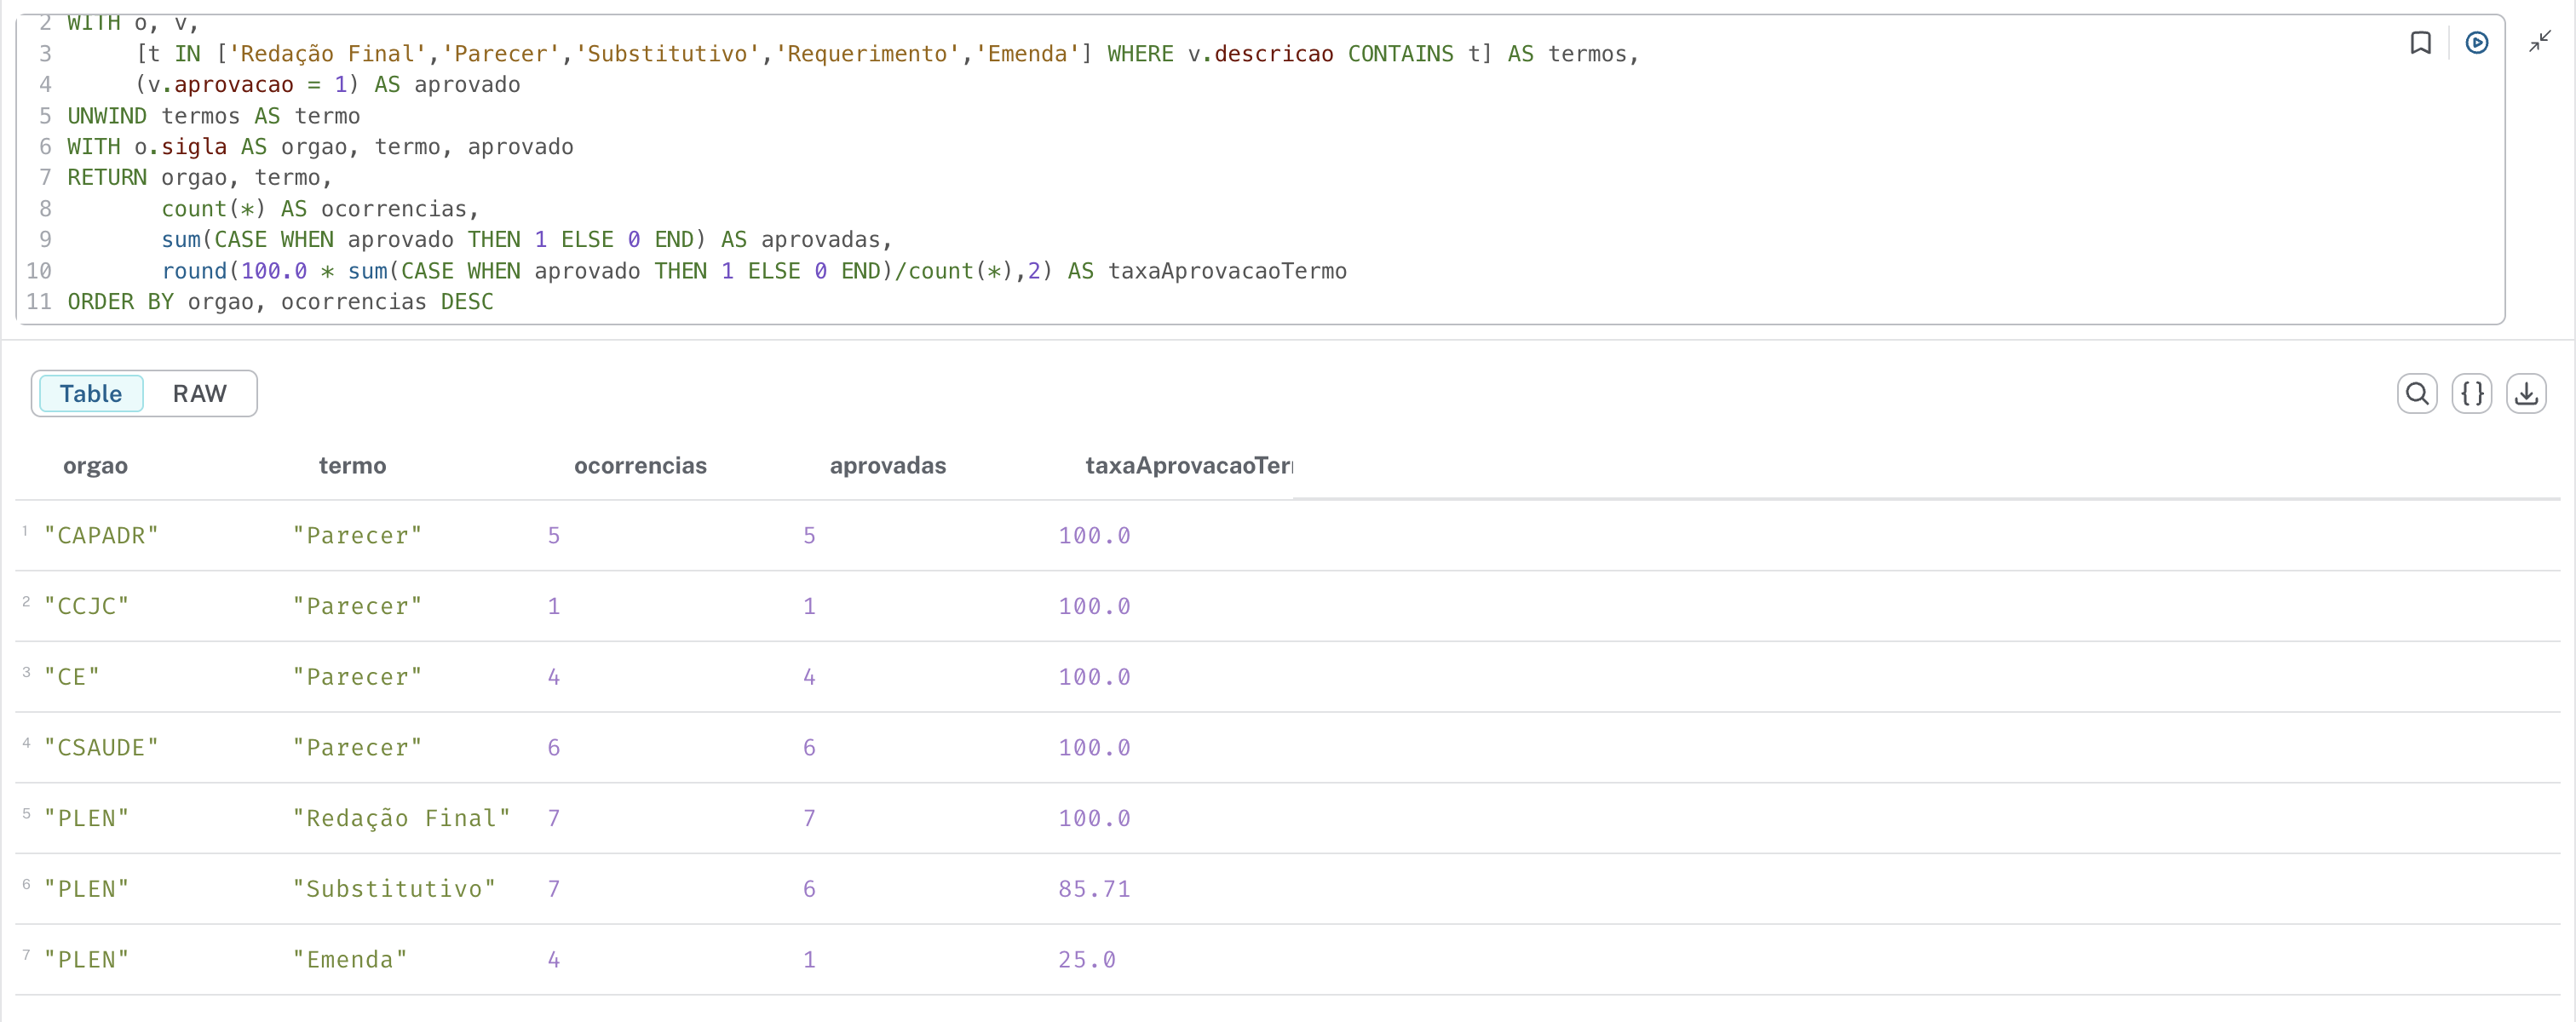 2 WITH o, v,
3 [t IN ['Redação Final','Parecer','Substitutivo','Requerimento','Emenda'] WHERE v.descricao CONTAINS t] AS termos,
4 (v.aprovacao = 1) AS aprovado
5 UNWIND termos AS termo
6 WITH o.sigla AS orgao, termo, aprovado
7 RETURN orgao, termo,
8 count(*) AS ocorrencias,
9 sum(CASE WHEN aprovado THEN 1 ELSE 0 END) AS aprovadas,
10 round(100.0 * sum(CASE WHEN aprovado THEN 1 ELSE 0 END)/count(*),2) AS taxaAprovacaoTermo
11 ORDER BY orgao, ocorrencias DESC
Table RAW
orgao termo ocorrencias aprovadas taxaAprovacaoTer
1 "CAPADR" "Parecer" 5 5 100.0
2 "CCJC" "Parecer" 1 1 100.0
3 "CE" "Parecer" 4 4 100.0
4 "CSAUDE" "Parecer" 6 6 100.0
5 "PLEN" "Redação Final" 7 7 100.0
6 "PLEN" "Substitutivo" 7 6 85.71
7 "PLEN" "Emenda" 4 1 25.0